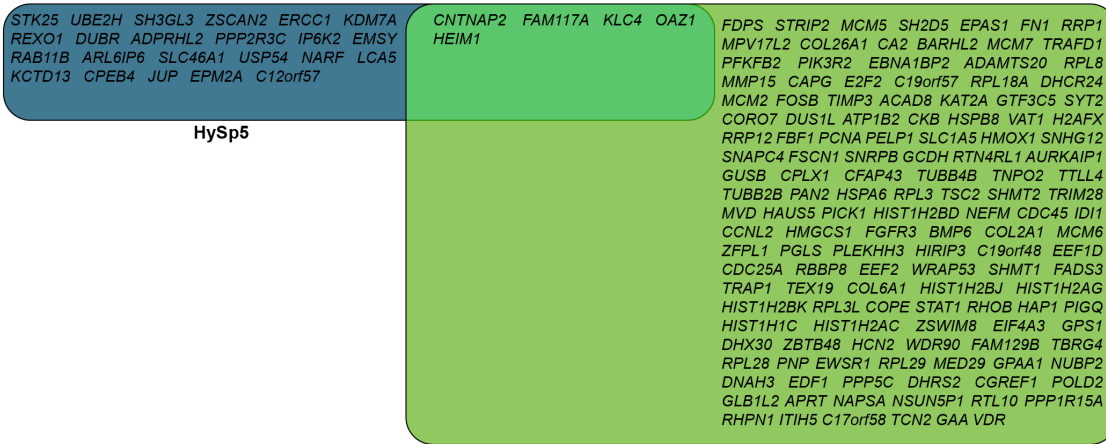 STK25 UBE2H SH3GL3 ZSCAN2 ERCC1 KDM7A
REXO1 DUBR ADPRHL2 PPP2R3C IP6K2 EMSY
RAB11B ARL6IP6 SLC46A1 USP54 NARF LCA5
KCTD13 CPEB4 JUP EPM2A C12orf57
HySp5
CNTNAP2 FAM117A KLC4 OAZ1
HEIM1
FDPS STRIP2 MCM5 SH2D5 EPAS1 FN1 RRP1
MPV17L2 COL26A1 CA2 BARHL2 MCM7 TRAFD1
PFKFB2 PIK3R2 EBNA1BP2 ADAMTS20 RPL8
MMP15 CAPG E2F2 C19orf57 RPL18A DHCR24
MCM2 FOSB TIMP3 ACAD8 KAT2A GTF3C5 SYT2
CORO7 DUS1L ATP1B2 CKB HSPB8 VAT1 H2AFX
RRP12 FBF1 PCNA PELP1 SLC1A5 HMOX1 SNHG12
SNAPC4 FSCN1 SNRPB GCDH RTN4RL1 AURKAIP1
GUSB CPLX1 CFAP43 TUBB4B TNPO2 TTLL4
TUBB2B PAN2 HSPA6 RPL3 TSC2 SHMT2 TRIM28
MVD HAUS5 PICK1 HIST1H2BD NEFM CDC45 IDI1
CCNL2 HMGCS1 FGFR3 BMP6 COL2A1 MCM6
ZFPL1 PGLS PLEKHH3 HIRIP3 C19orf48 EEF1D
CDC25A RBBP8 EEF2 WRAP53 SHMT1 FADS3
TRAP1 TEX19 COL6A1 HIST1H2BJ HIST1H2AG
HIST1H2BK RPL3L COPE STAT1 RHOB HAP1 PIGQ
HIST1H1C HIST1H2AC ZSWIM8 EIF4A3 GPS1
DHX30 ZBTB48 HCN2 WDR90 FAM129B TBRG4
RPL28 PNP EWSR1 RPL29 MED29 GPAA1 NUBP2
DNAH3 EDF1 PPP5C DHRS2 CGREF1 POLD2
GLB1L2 APRT NAPSA NSUN5P1 RTL10 PPP1R15A
RHPN1 ITIH5 C17orf58 TCN2 GAA VDR